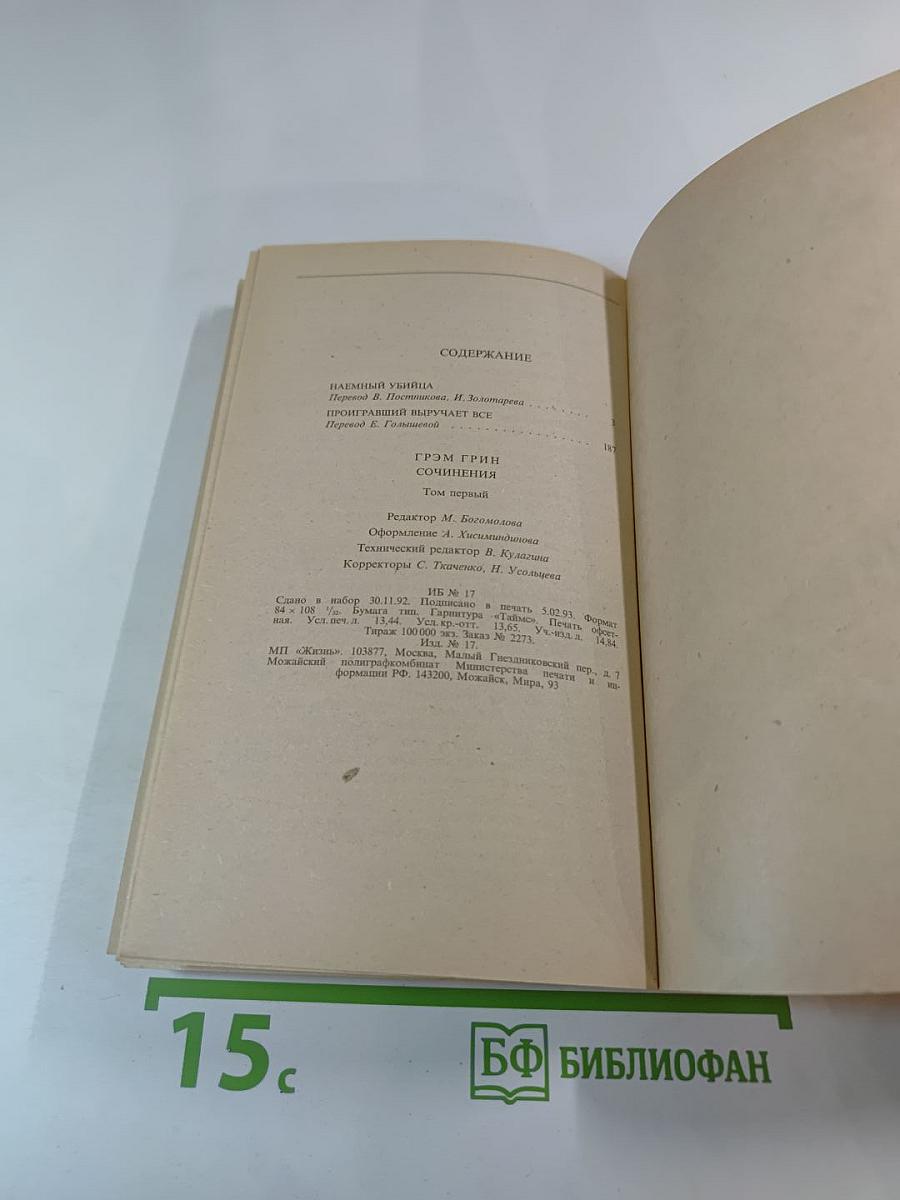 СОДЕРЖАНИЕ
НАЕМНЫЙ УБИЙЦА
Перевод В. Постникова, И. Золотарева . . . . . . . 3
ПРОИГРАВШИЙ ВЫРУЧАЕТ ВСЕ
Перевод Е. Голышевой . . . . . . . . . . . . . . . . . 187
ГРЭМ ГРИН
СОЧИНЕНИЯ
Том первый
Редактор М. Богомолова
Оформление А. Хисиминдинова
Технический редактор В. Кулагина
Корректоры С. Ткаченко, Н. Усольцева
ИБ № 17
Сдано в набор 30.11.92. Подписано в печать 5.02.93. Формат
84 × 108 ¹/₃₂. Бумага тип. Гарнитура «Таймс». Печать офсет-
ная. Усл. печ. л. 13,44. Усл. кр.-отт. 13,65. Уч.-изд. л. 14,84.
Тираж 100 000 экз. Заказ № 2273.
Изд. № 17.
МП «Жизнь». 103877, Москва, Малый Гнездниковский пер., д. 7
Можайский полиграфкомбинат Министерства печати и ин-
формации РФ. 143200, Можайск, Мира, 93
15 с
БФ БИБЛИОФАН